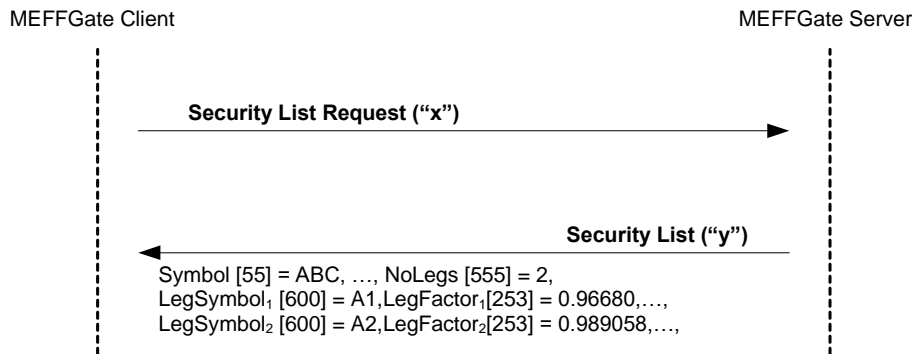 MEFFGate Client
MEFFGate Server
Security List Request (“x”)
Security List (“y”)
Symbol [55] = ABC, …, NoLegs [555] = 2,
LegSymbol₁ [600] = A1,LegFactor₁[253] = 0.96680,…,
LegSymbol₂ [600] = A2,LegFactor₂[253] = 0.989058,…,